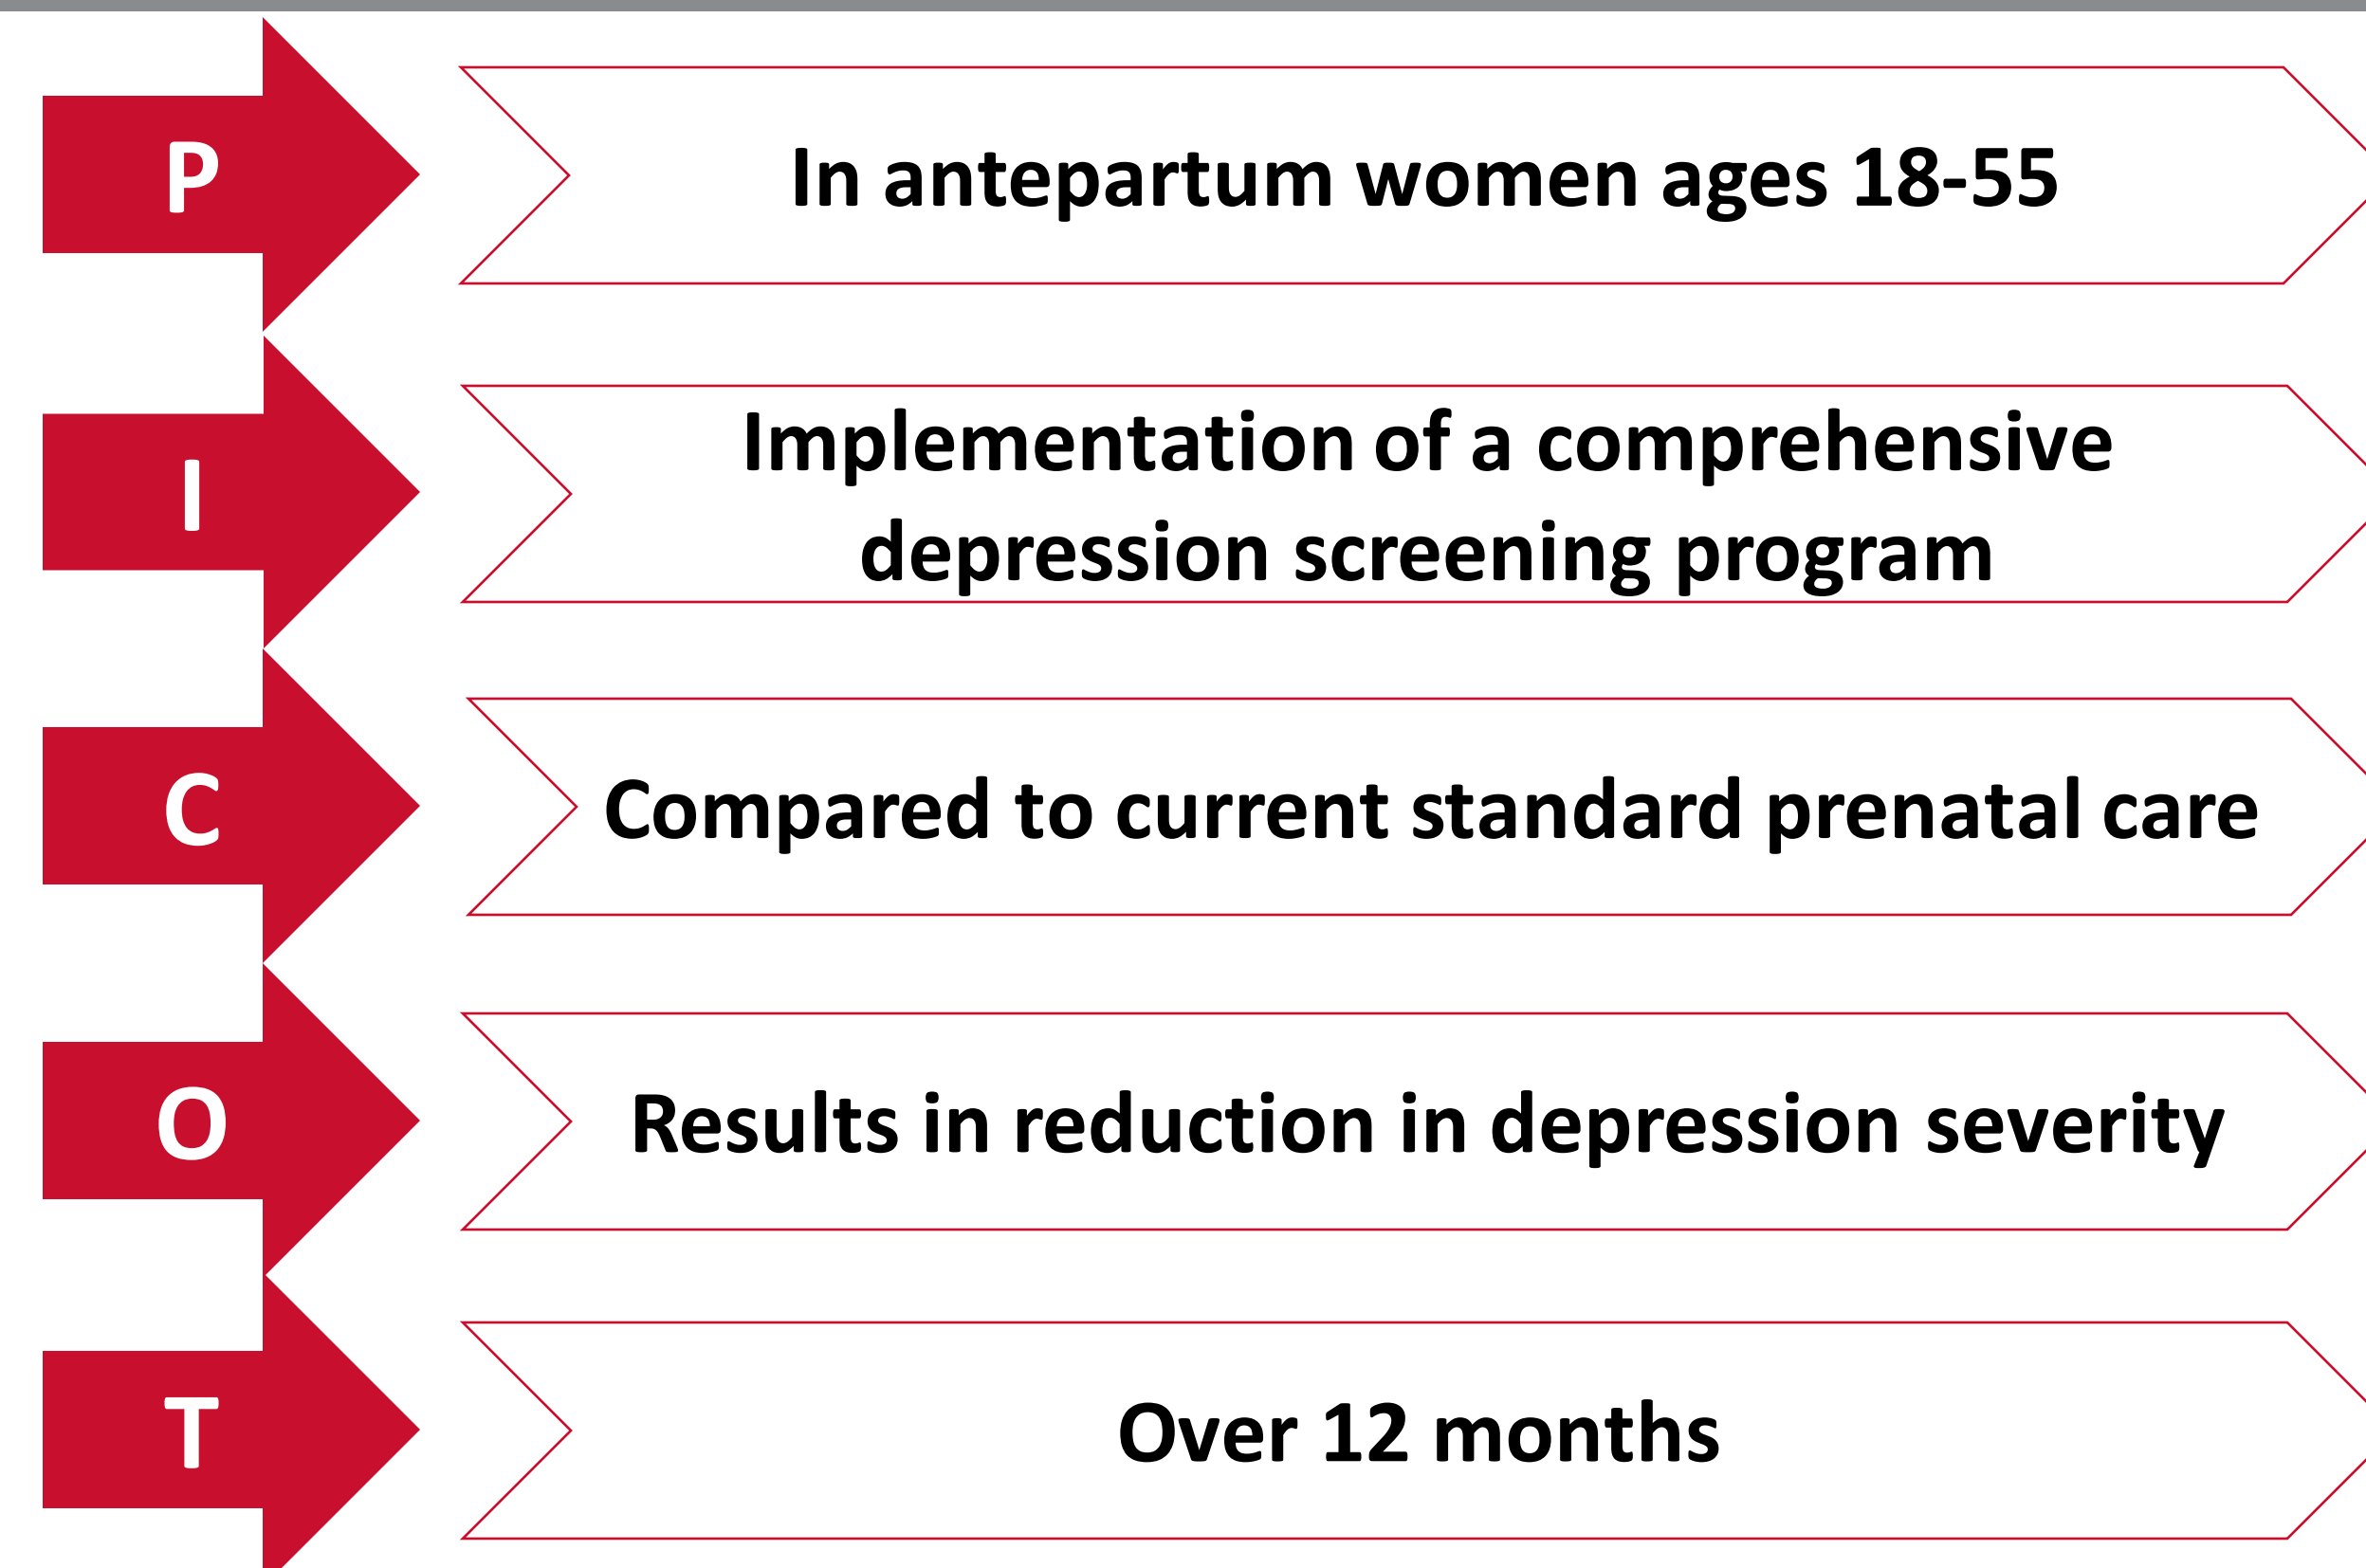 P
In antepartum women ages 18-55
I
Implementation of a comprehensive
depression screening program
C
Compared to current standard prenatal care
O
Results in reduction in depression severity
T
Over 12 months